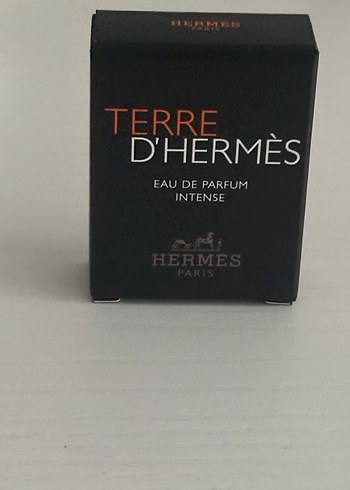 HERMÈS
PARIS
TERRE
D'HERMÈS
EAU DE PARFUM
INTENSE
HERMÈS
PARIS